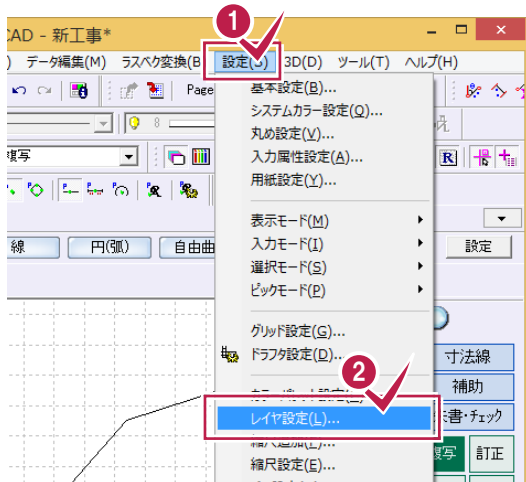 CAD - 新工事*
データ編集(M) ラスベク変換(B 設定(S) 3D(D) ツール(T) ヘルプ(H)
1
Page
8
複写
R
線 円(弧) 自由曲
設定
基本設定(B)...
システムカラー設定(Q)...
丸め設定(V)...
入力属性設定(A)...
用紙設定(Y)...
表示モード(M)
入力モード(I)
選択モード(S)
ピックモード(P)
グリッド設定(G)...
ドラフタ設定(D)...
2
レイヤ設定(L)...
縮尺設定(E)...
寸法線
補助
書・チェック
複写 訂正